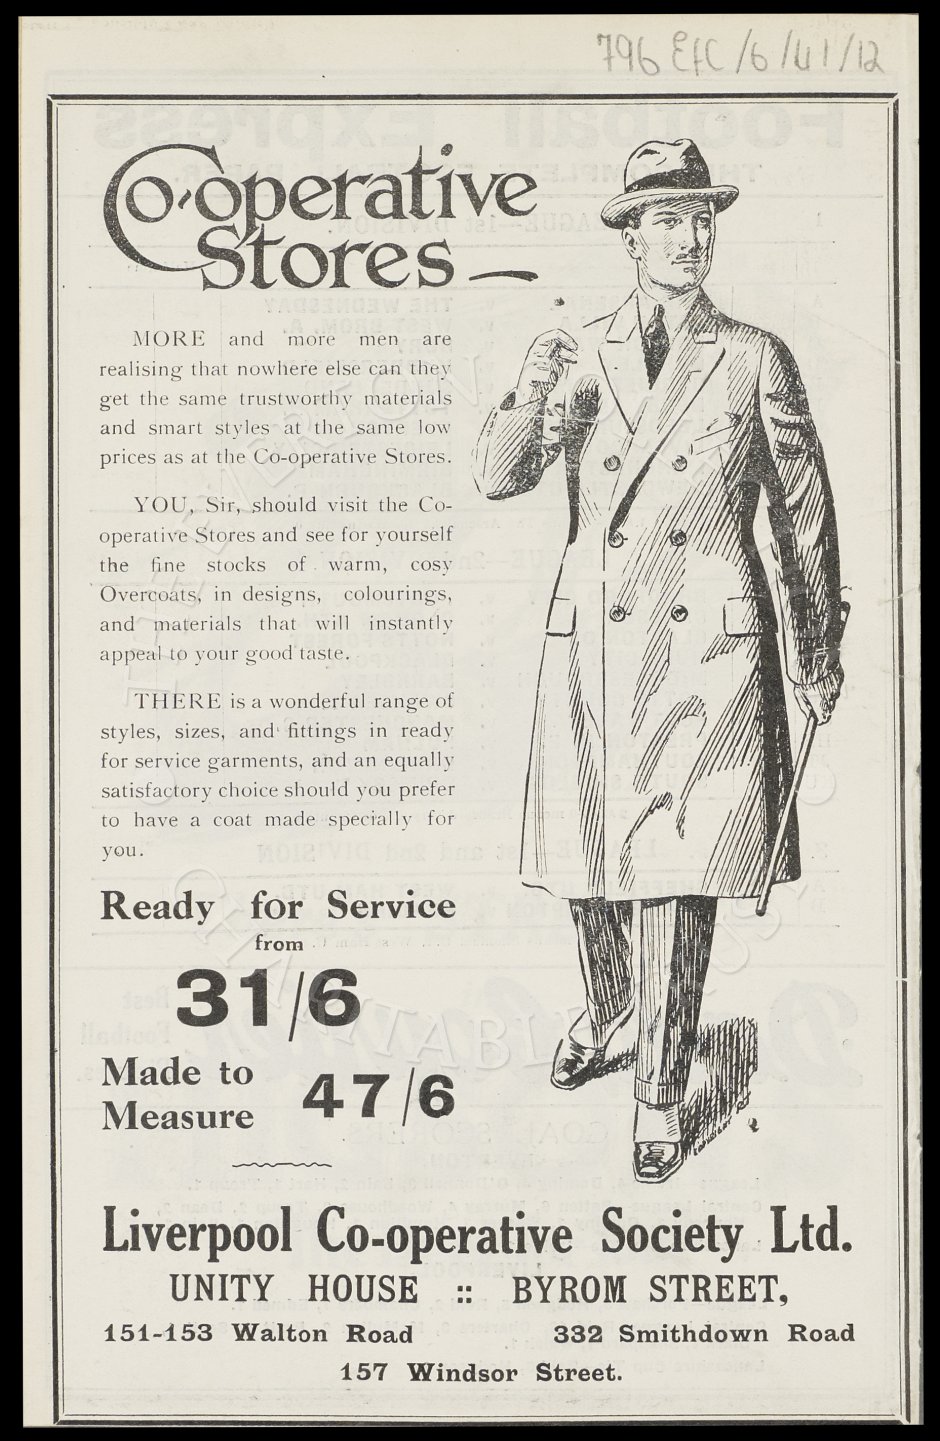 796 EFC/6/41/12
Co-operative
Stores
MORE and more men are
realising that nowhere else can they
get the same trustworthy materials
and smart styles at the same low
prices as at the Co-operative Stores.
YOU, Sir, should visit the Co-
operative Stores and see for yourself
the fine stocks of warm, cosy
Overcoats, in designs, colourings,
and materials that will instantly
appeal to your good taste.
THERE is a wonderful range of
styles, sizes, and fittings in ready
for service garments, and an equally
satisfactory choice should you prefer
to have a coat made specially for
you.
Ready for Service
from
31/6
Made to
Measure
47/6
Liverpool Co-operative Society Ltd.
UNITY HOUSE :: BYROM STREET,
151-153 Walton Road 332 Smithdown Road
157 Windsor Street.